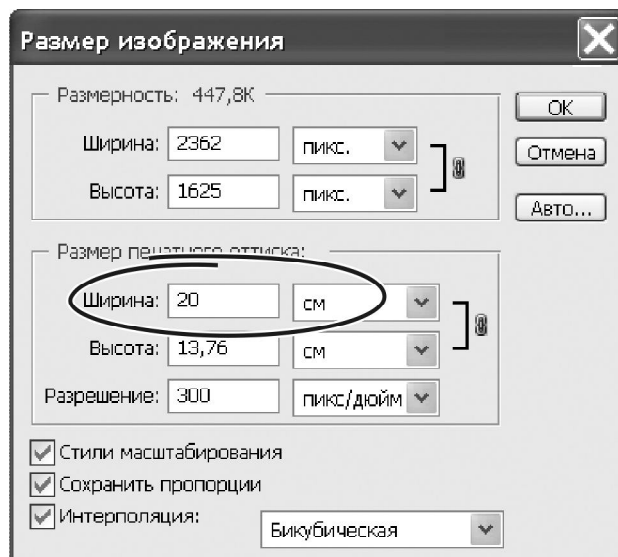 Размер изображения
Размерность: 447,8К
Ширина: 2362 пикс.
Высота: 1625 пикс.
OK
Отмена
Авто...
Размер печатного оттиска:
Ширина: 20 см
Высота: 13,76 см
Разрешение: 300 пикс/дюйм
Стили масштабирования
Сохранить пропорции
Интерполяция: Бикубическая